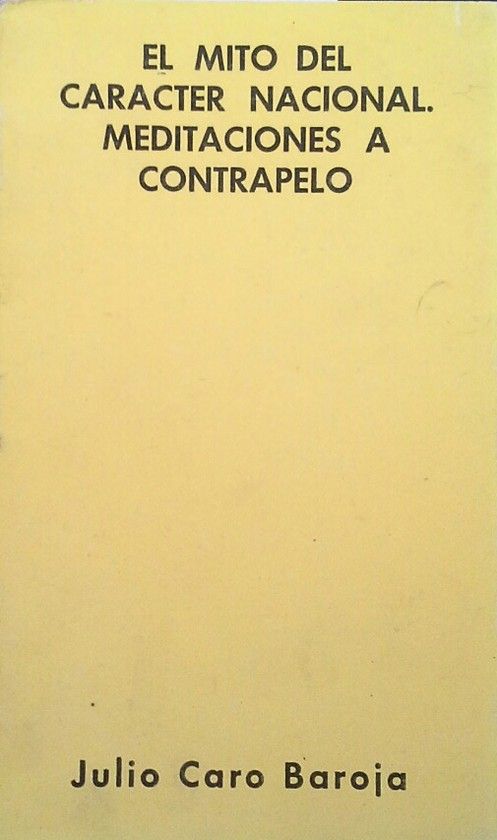 EL MITO DEL
CARACTER NACIONAL.
MEDITACIONES A
CONTRAPELO
Julio Caro Baroja